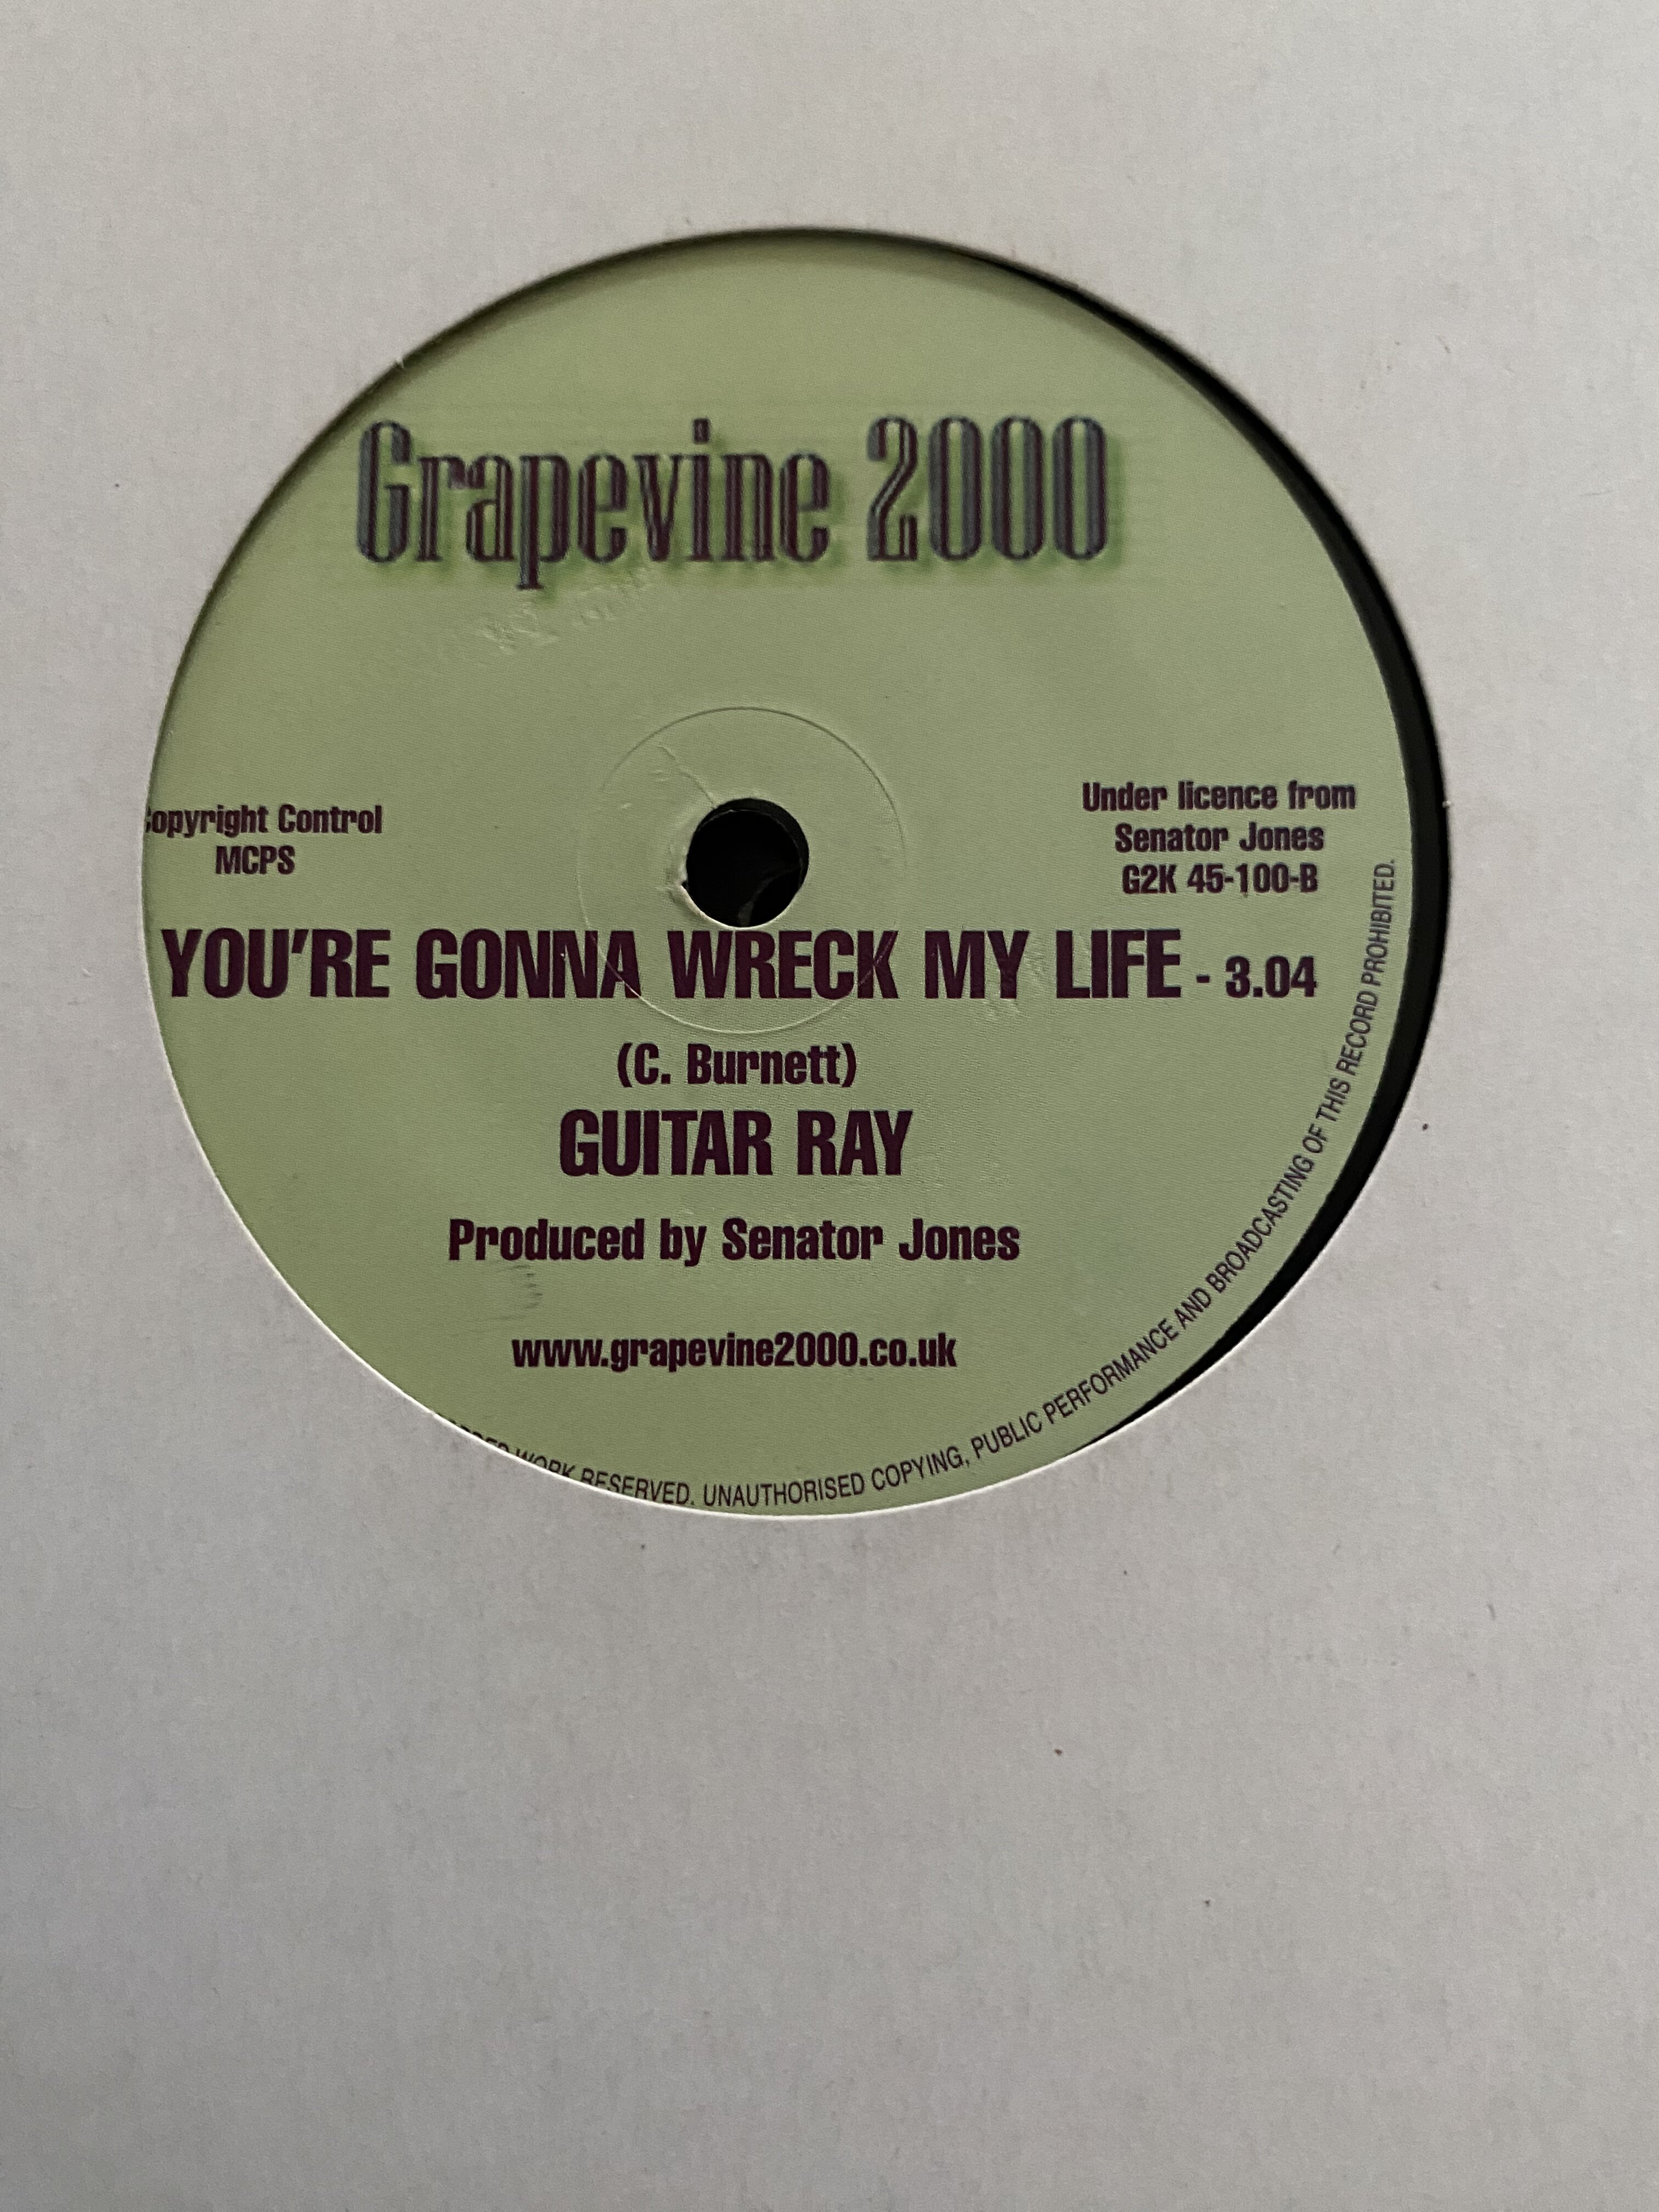 Grapevine 2000
opyright Control
MCPS
Under licence from
Senator Jones
G2K 45-100-B
YOU'RE GONNA WRECK MY LIFE - 3.04
(C. Burnett)
GUITAR RAY
Produced by Senator Jones
www.grapevine2000.co.uk
WORK RESERVED. UNAUTHORISED COPYING, PUBLIC PERFORMANCE AND BROADCASTING OF THIS RECORD PROHIBITED.